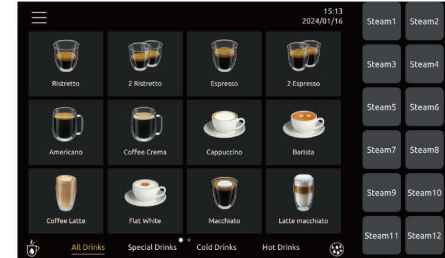 15:13
2024/01/16
Steam1 Steam2
Ristretto 2 Ristretto Espresso 2 Espresso
Steam3 Steam4
Steam5 Steam6
Americano Coffee Crema Cappuccino Barista
Steam7 Steam8
Steam9 Steam10
Coffee Latte Flat White Macchiato Latte macchiato
Steam11 Steam12
All Drinks Special Drinks Cold Drinks Hot Drinks